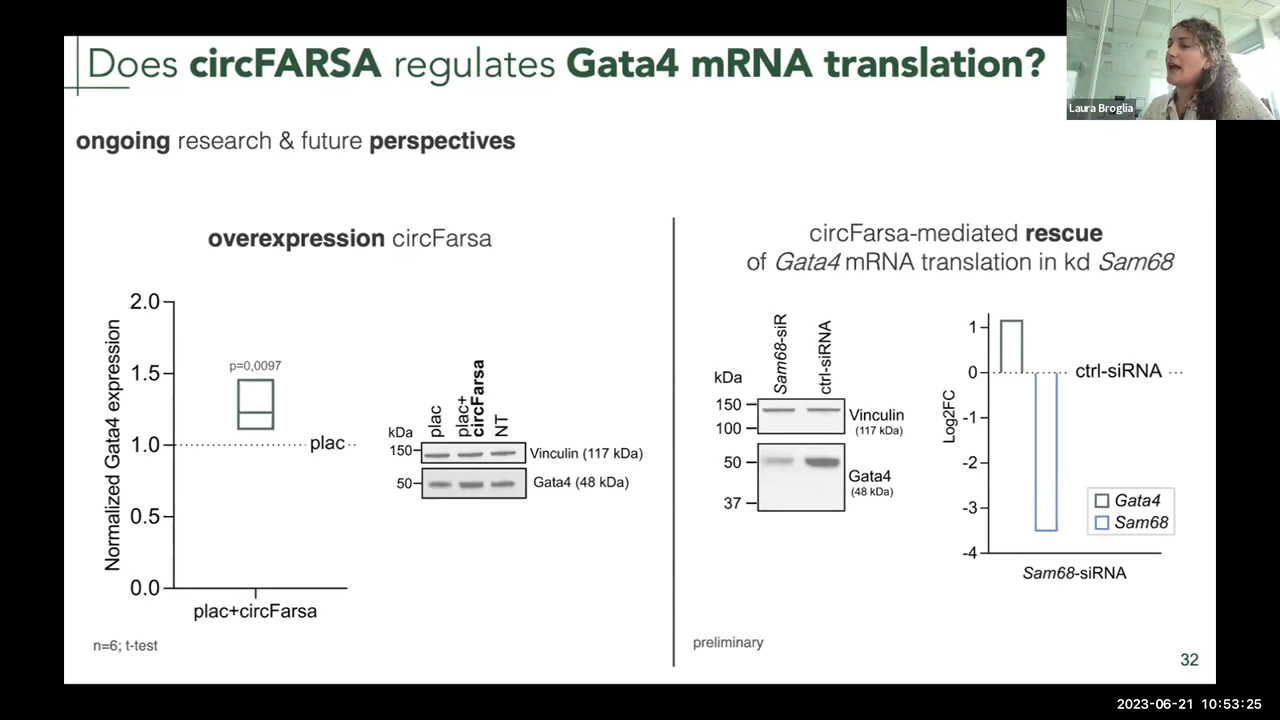 Does circFARSA regulates Gata4 mRNA translation?
Laura Broglia
ongoing research & future perspectives
overexpression circFarsa
2.0
1.5
1.0
0.5
0.0
Normalized Gata4 expression
p=0,0097
plac
plac+circFarsa
n=6; t-test
kDa
plac
plac+
circFarsa
NT
150
50
Vinculin (117 kDa)
Gata4 (48 kDa)
circFarsa-mediated rescue
of Gata4 mRNA translation in kd Sam68
kDa
Sam68-siR
ctrl-siRNA
150
100
50
37
Vinculin
(117 kDa)
Gata4
(48 kDa)
Log2FC
1
0
-1
-2
-3
-4
ctrl-siRNA
Gata4
Sam68
Sam68-siRNA
preliminary
32
2023-06-21 10:53:25